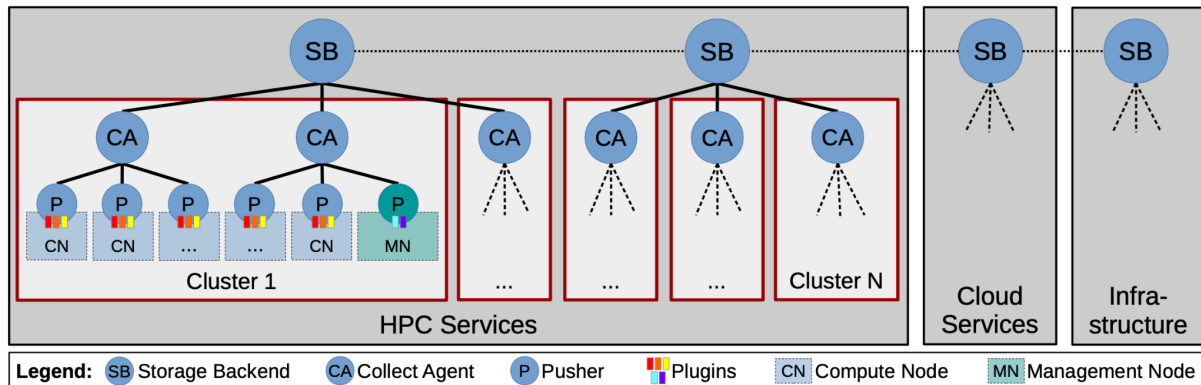 SB SB SB SB
CA CA CA CA CA CA
P P P P P P
CN CN ... ... CN MN
Cluster 1 ... ... ... Cluster N
HPC Services
Cloud
Services
Infra-
structure
Legend: SB Storage Backend CA Collect Agent P Pusher Plugins CN Compute Node MN Management Node